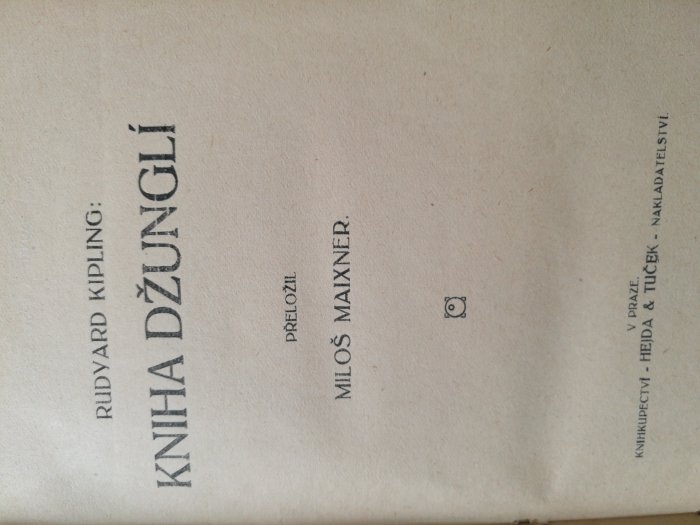 RUDYARD KIPLING:
KNIHA DŽUNGLÍ
PŘELOŽIL
MILOŠ MAIXNER.
V PRAZE.
KNIHKUPECTVÍ - HEJDA & TUČEK - NAKLADATELSTVÍ.